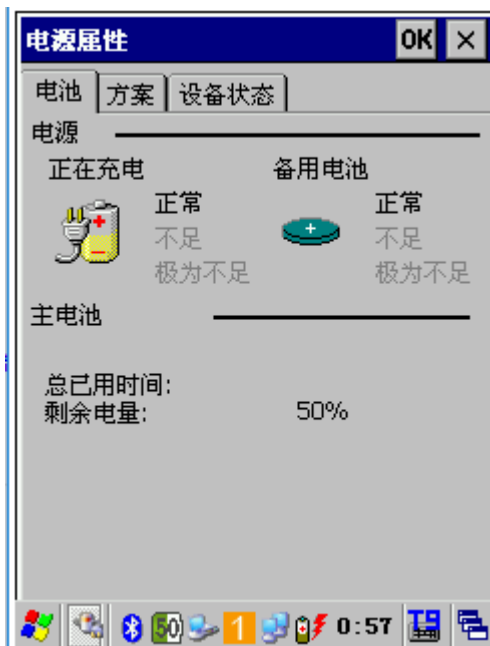 电源属性 OK ×
电池 方案 设备状态
电源
正在充电 备用电池
正常 正常
不足 不足
极为不足 极为不足
主电池
总已用时间:
剩余电量: 50%
50 1 0:57 T9